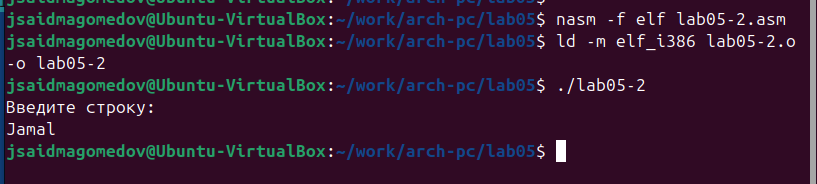 jsaidmagomedov@Ubuntu-VirtualBox:~/work/arch-pc/lab05$ nasm -f elf lab05-2.asm
jsaidmagomedov@Ubuntu-VirtualBox:~/work/arch-pc/lab05$ ld -m elf_i386 lab05-2.o
-o lab05-2
jsaidmagomedov@Ubuntu-VirtualBox:~/work/arch-pc/lab05$ ./lab05-2
Введите строку:
Jamal
jsaidmagomedov@Ubuntu-VirtualBox:~/work/arch-pc/lab05$